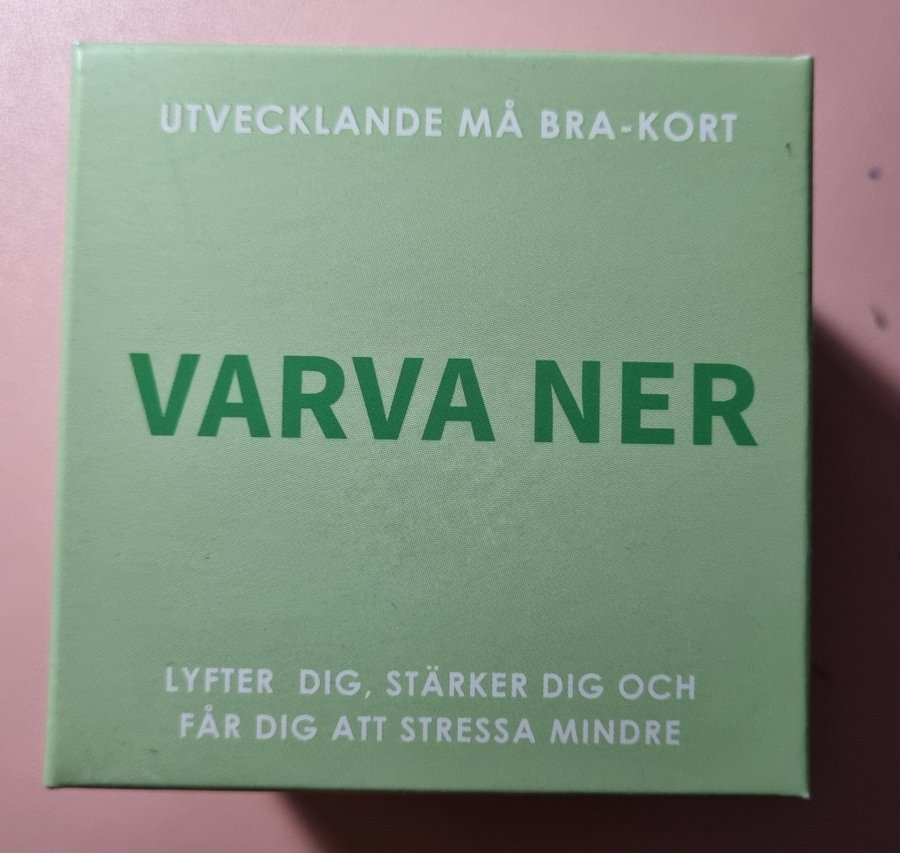 UTVECKLANDE MÅ BRA-KORT
VARVA NER
LYFTER DIG, STÄRKER DIG OCH
FÅR DIG ATT STRESSA MINDRE